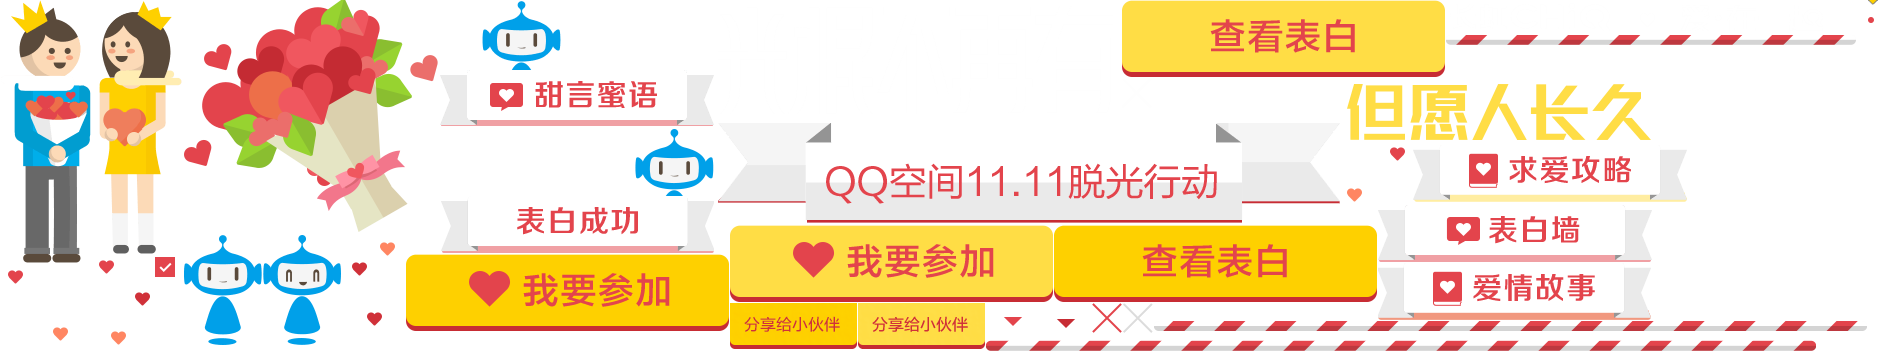 查看表白
甜言蜜语
但愿人长久
QQ空间11.11脱光行动
求爱攻略
表白成功
表白墙
我要参加
查看表白
我要参加
爱情故事
分享给小伙伴
分享给小伙伴